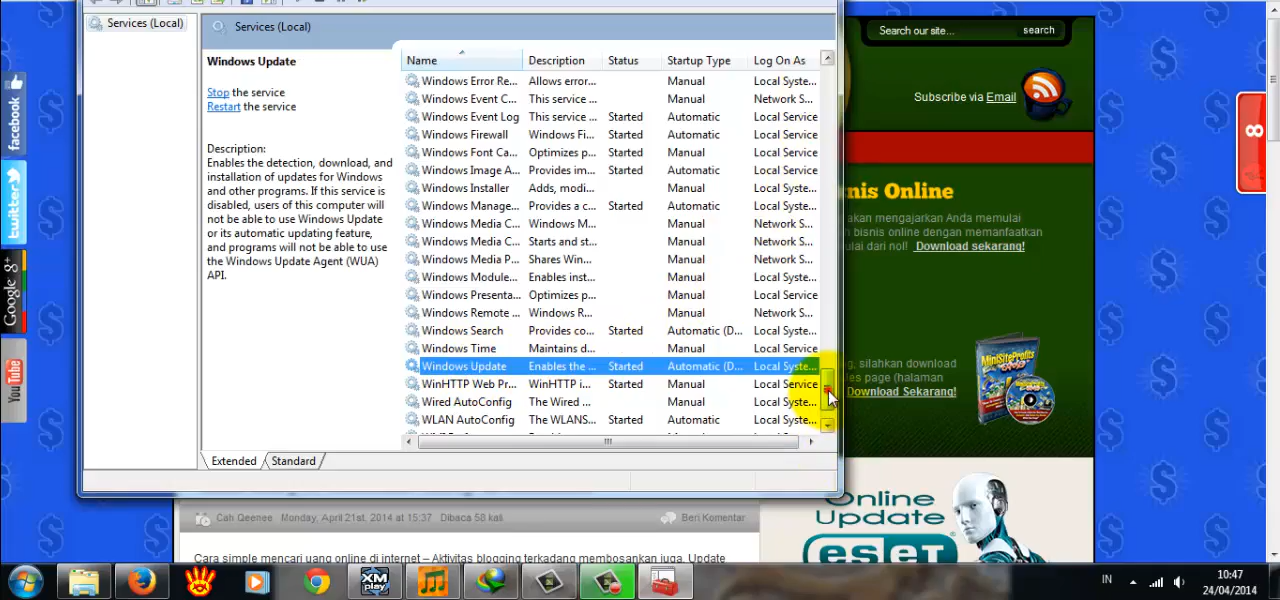 Services (Local)
Services (Local)
Windows Update
Stop the service
Restart the service
Description:
Enables the detection, download, and
installation of updates for Windows
and other programs. If this service is
disabled, users of this computer will
not be able to use Windows Update
or its automatic updating feature,
and programs will not be able to use
the Windows Update Agent (WUA)
API.
Name Description Status Startup Type Log On As
Windows Error Re... Allows error... Manual Local Syste...
Windows Event C... This service ... Manual Network S...
Windows Event Log This service ... Started Automatic Local Service
Windows Firewall Windows Fi... Started Automatic Local Service
Windows Font Ca... Optimizes p... Started Automatic Local Service
Windows Image A... Provides im... Started Automatic Local Service
Windows Installer Adds, modi... Manual Local Syste...
Windows Manage... Provides a c... Started Automatic Local Syste...
Windows Media C... Windows M... Manual Network S...
Windows Media C... Starts and st... Manual Network S...
Windows Media P... Shares Win... Manual Network S...
Windows Module... Enables inst... Manual Local Syste...
Windows Presenta... Optimizes p... Manual Local Service
Windows Remote ... Windows R... Manual Network S...
Windows Search Provides co... Started Automatic (D... Local Syste...
Windows Time Maintains d... Manual Local Service
Windows Update Enables the ... Started Automatic (D... Local Syste...
WinHTTP Web Pr... WinHTTP i... Started Manual Local Service
Wired AutoConfig The Wired ... Manual Local Syste...
WLAN AutoConfig The WLANS... Started Automatic Local Syste...
Extended Standard
facebook
twitter
Google 8+
YouTube
Search our site... search
Subscribe via Email
8
isnis Online
akan mengajarkan Anda memulai
n bisnis online dengan memanfaatkan
ulai dari nol! Download sekarang!
ng, silahkan download
es page (halaman
Download Sekarang!
MiniSiteProfits
Cah Qeenee Monday, April 21st, 2014 at 15:37 Dibaca 58 kali
Beri Komentar
Cara simple mencari uang online di internet – Aktivitas blogging terkadang membosankan juga. Update
Online
Update
eset
XM
play
IN
10:47
24/04/2014